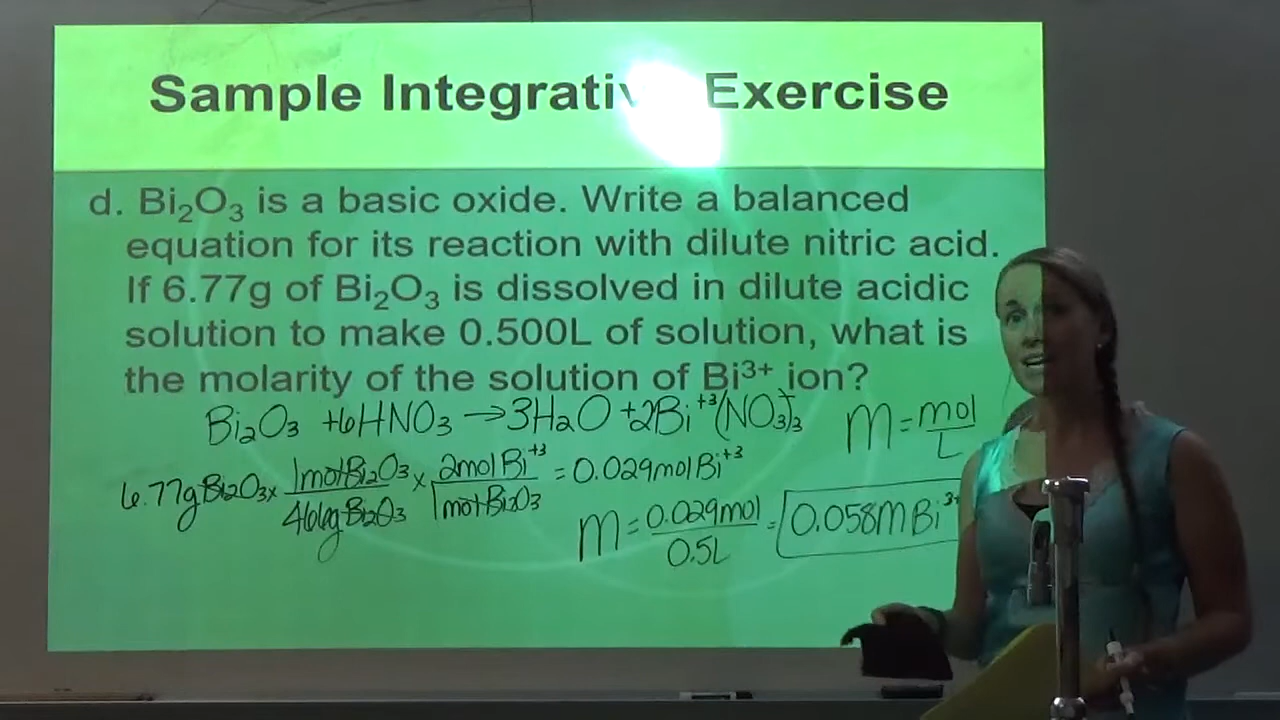 Sample Integrativ Exercise
d. Bi₂O₃ is a basic oxide. Write a balanced
equation for its reaction with dilute nitric acid.
If 6.77g of Bi₂O₃ is dissolved in dilute acidic
solution to make 0.500L of solution, what is
the molarity of the solution of Bi³⁺ ion?
Bi₂O₃ + 6HNO₃ → 3H₂O + 2Bi⁺³(NO₃⁻)₃
M = mol/L
6.77g Bi₂O₃ x 1mol Bi₂O₃/466g Bi₂O₃ x 2mol Bi⁺³/1mol Bi₂O₃ = 0.029mol Bi⁺³
M = 0.029mol/0.5L = 0.058M Bi³⁺